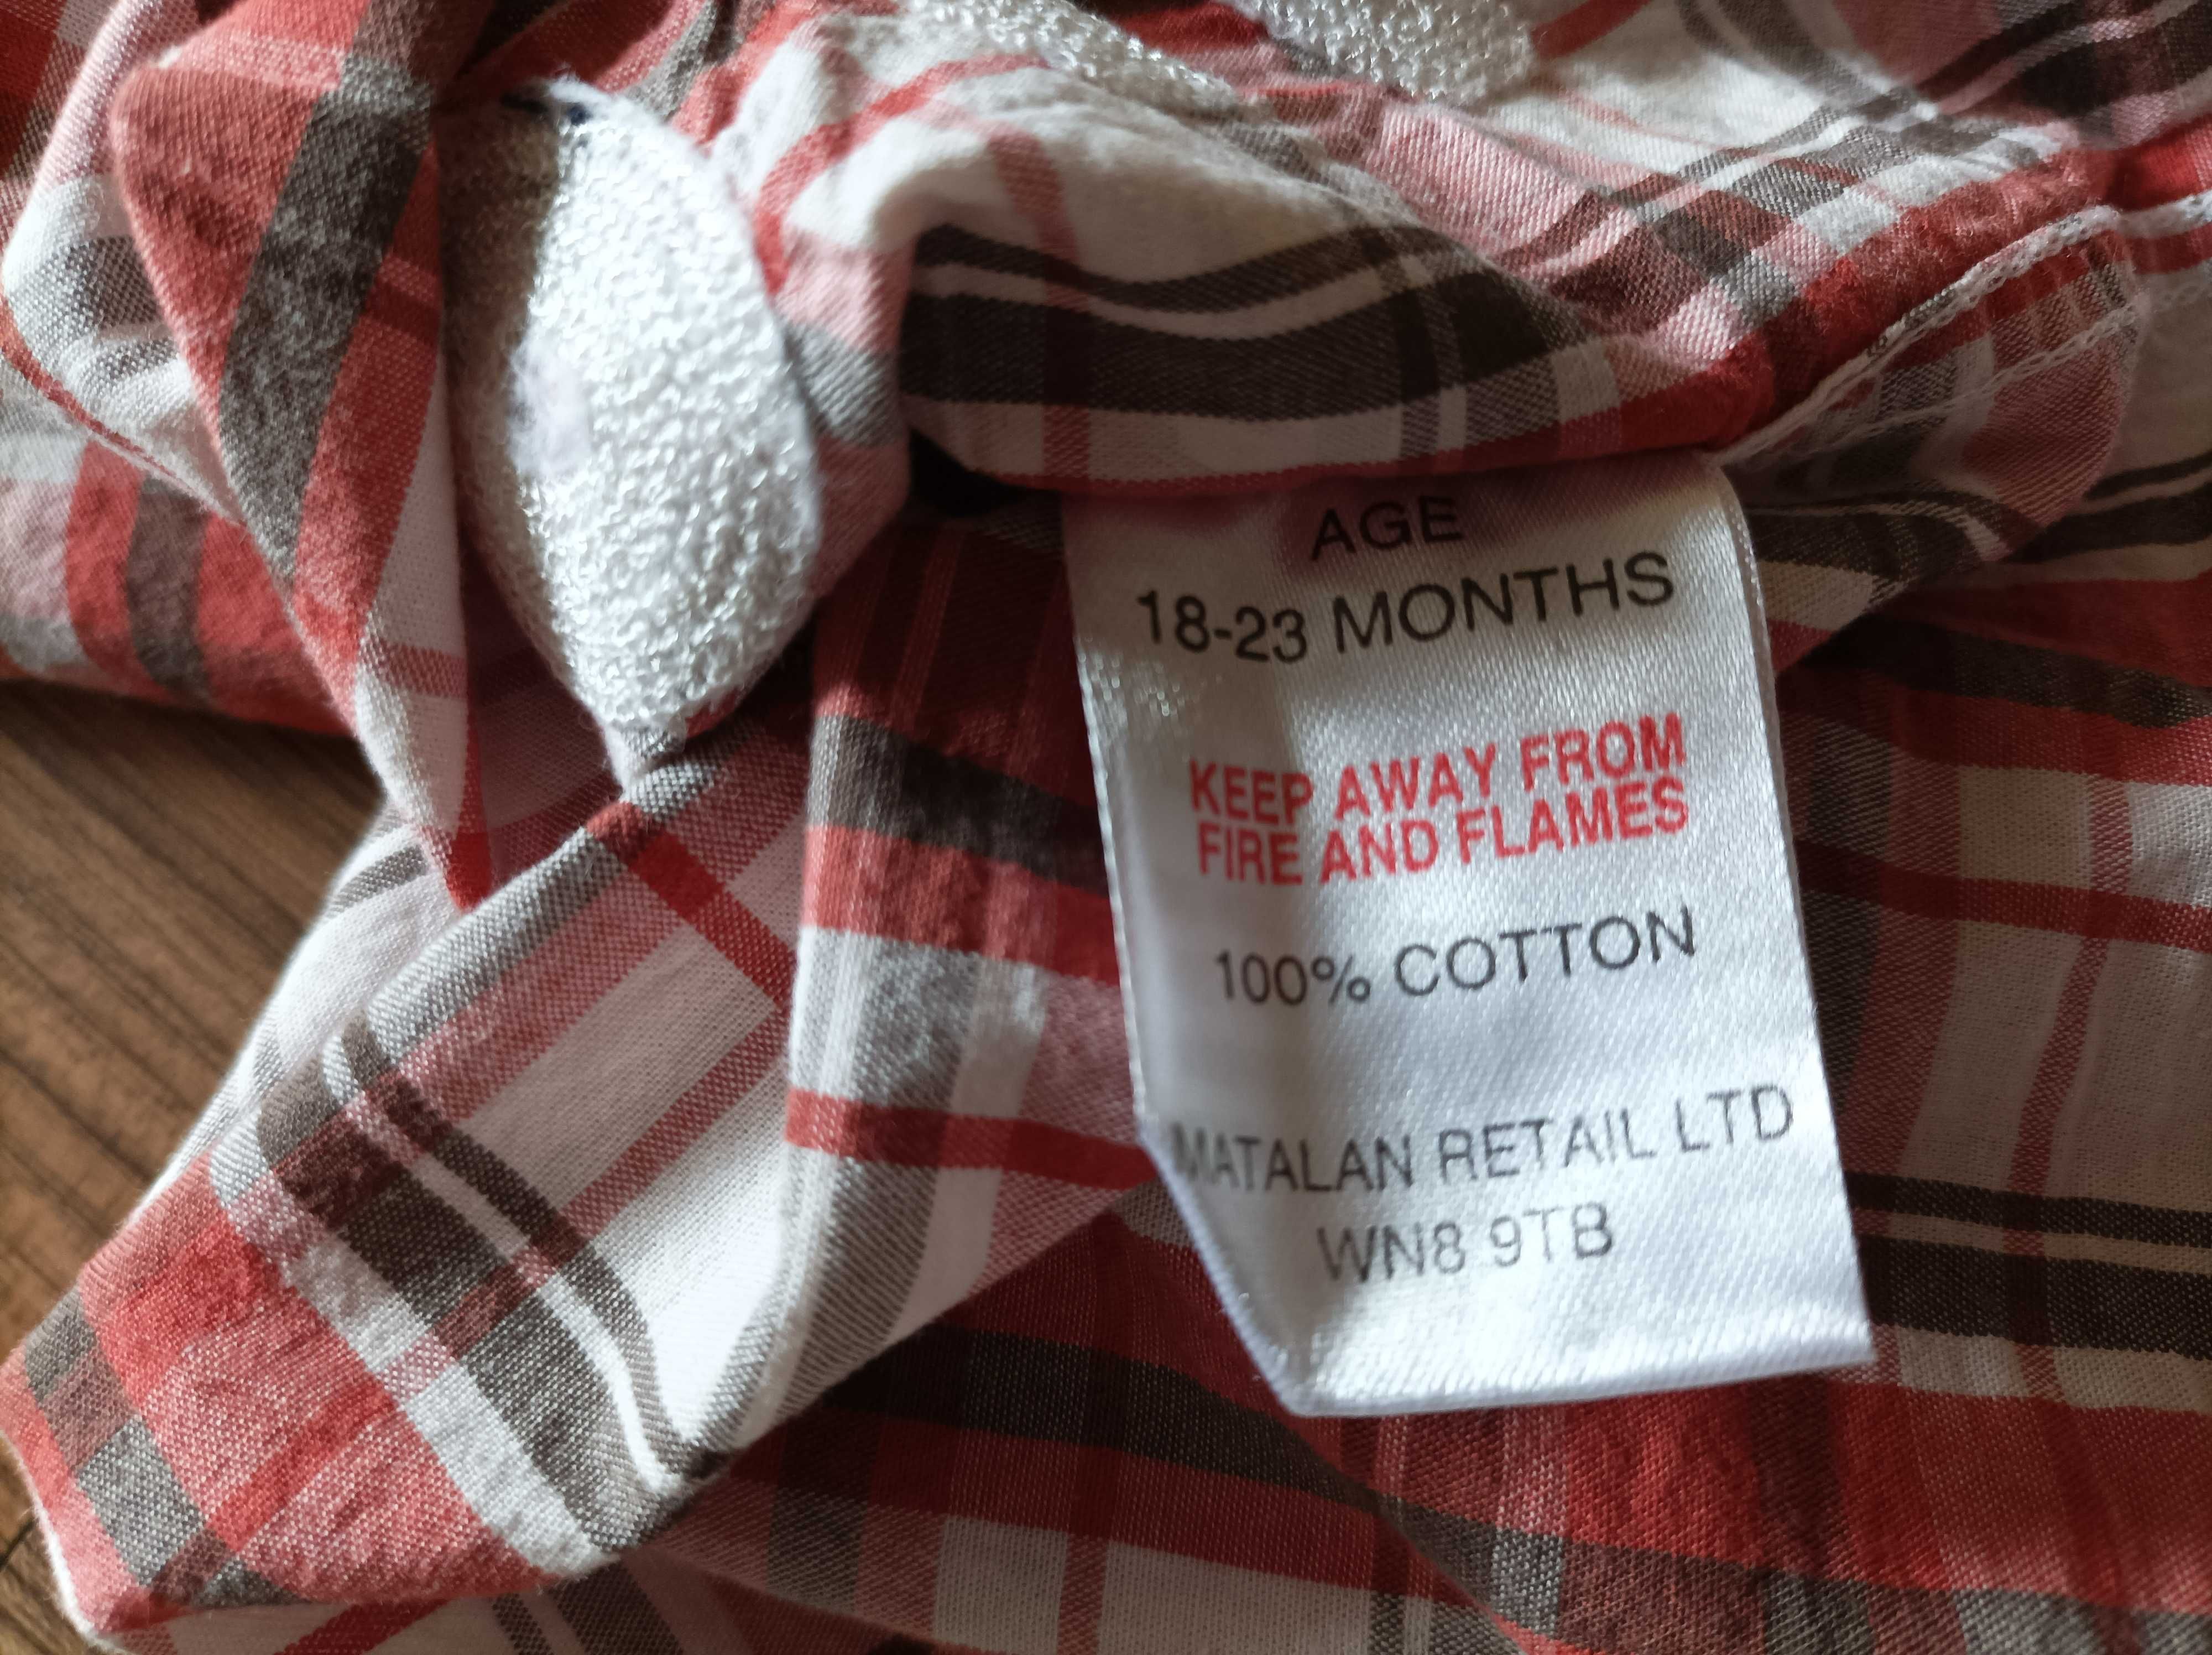 AGE
18-23 MONTHS
KEEP AWAY FROM
FIRE AND FLAMES
100% COTTON
MATALAN RETAIL LTD
WN8 9TB